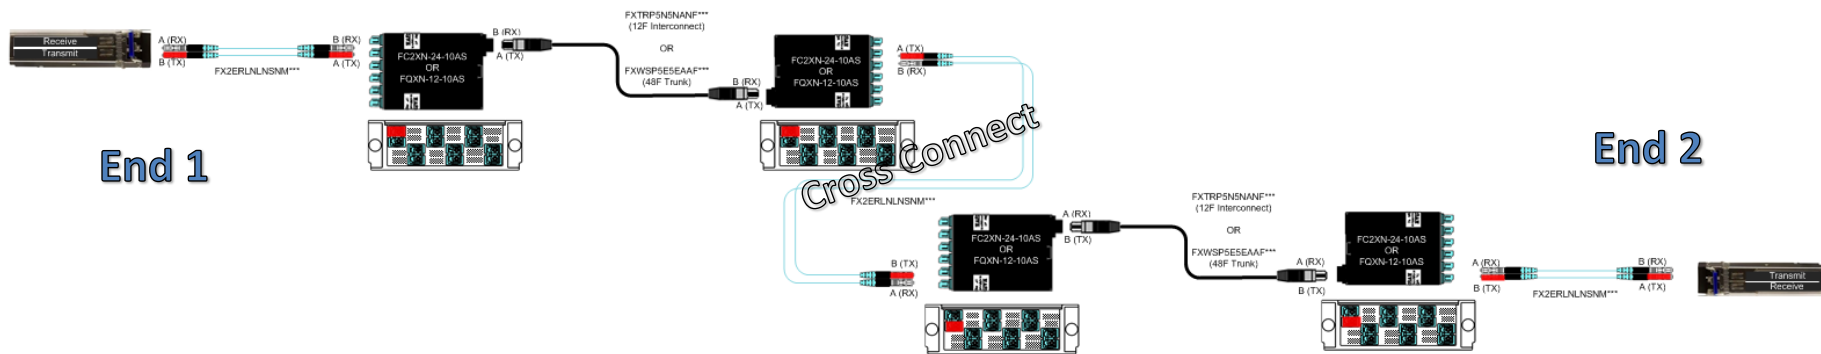 Receive
Transmit
A (RX)
B (TX)
FX2ERLNLNSNM***
B (RX)
A (TX)
FC2XN-24-10AS
OR
FQXN-12-10AS
B (RX)
A (TX)
FXTRP5N5NANF***
(12F Interconnect)
OR
FXWSP5E5EAAF***
(48F Trunk)
B (RX)
A (TX)
FC2XN-24-10AS
OR
FQXN-12-10AS
A (TX)
B (RX)
End 1
Cross Connect
End 2
FX2ERLNLNSNM***
B (TX)
A (RX)
FC2XN-24-10AS
OR
FQXN-12-10AS
A (RX)
B (TX)
FXTRP5N5NANF***
(12F Interconnect)
OR
FXWSP5E5EAAF***
(48F Trunk)
A (RX)
B (TX)
FC2XN-24-10AS
OR
FQXN-12-10AS
A (RX)
B (TX)
FX2ERLNLNSNM***
B (RX)
A (TX)
Transmit
Receive